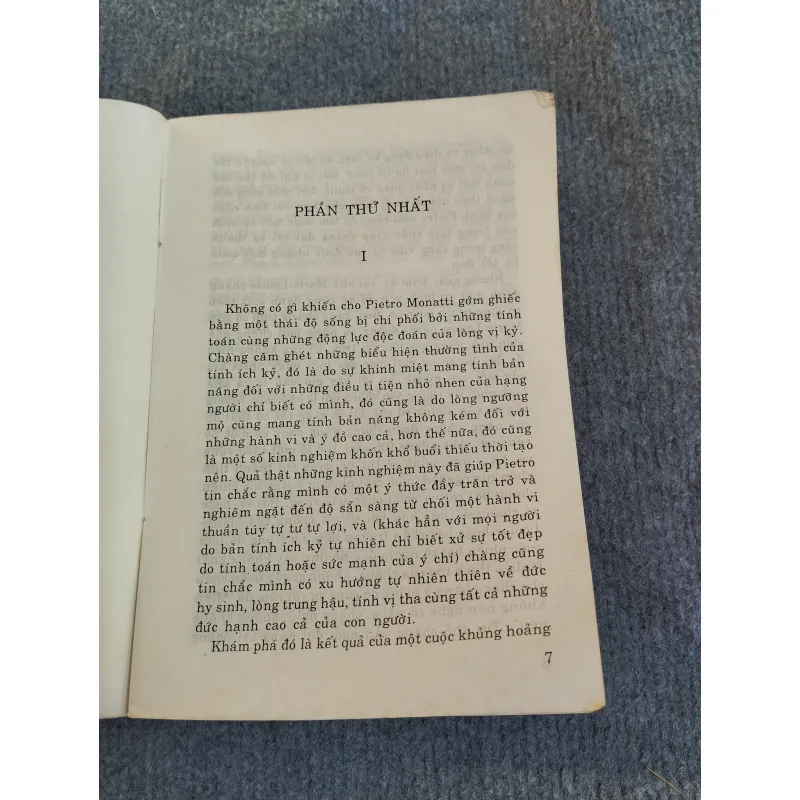 PHẦN THỨ NHẤT
I
Không có gì khiến cho Pietro Monatti gớm ghiếc
bằng một thái độ sống bị chi phối bởi những tính
toán cùng những động lực độc đoán của lòng vị kỷ.
Chàng căm ghét những biểu hiện thường tình của
tính ích kỷ, đó là do sự khinh miệt mang tính bản
năng đối với những điều ti tiện nhỏ nhen của hạng
người chỉ biết có mình, đó cũng là do lòng ngưỡng
mộ cũng mang tính bản năng không kém đối với
những hành vi và ý đồ cao cả, hơn thế nữa, đó cũng
là một số kinh nghiệm khốn khổ buổi thiếu thời tạo
nên. Quả thật những kinh nghiệm này đã giúp Pietro
tin chắc rằng mình có một ý thức đầy trăn trở và
nghiêm ngặt đến độ sẵn sàng từ chối một hành vi
thuần túy tự tư tự lợi, và (khác hẳn với mọi người
do bản tính ích kỷ tự nhiên chỉ biết xử sự tốt đẹp
do tính toán hoặc sức mạnh của ý chí) chàng cũng
tin chắc mình có xu hướng tự nhiên thiên về đức
hy sinh, lòng trung hậu, tính vị tha cùng tất cả những
đức hạnh cao cả của con người.
Khám phá đó là kết quả của một cuộc khủng hoảng
7